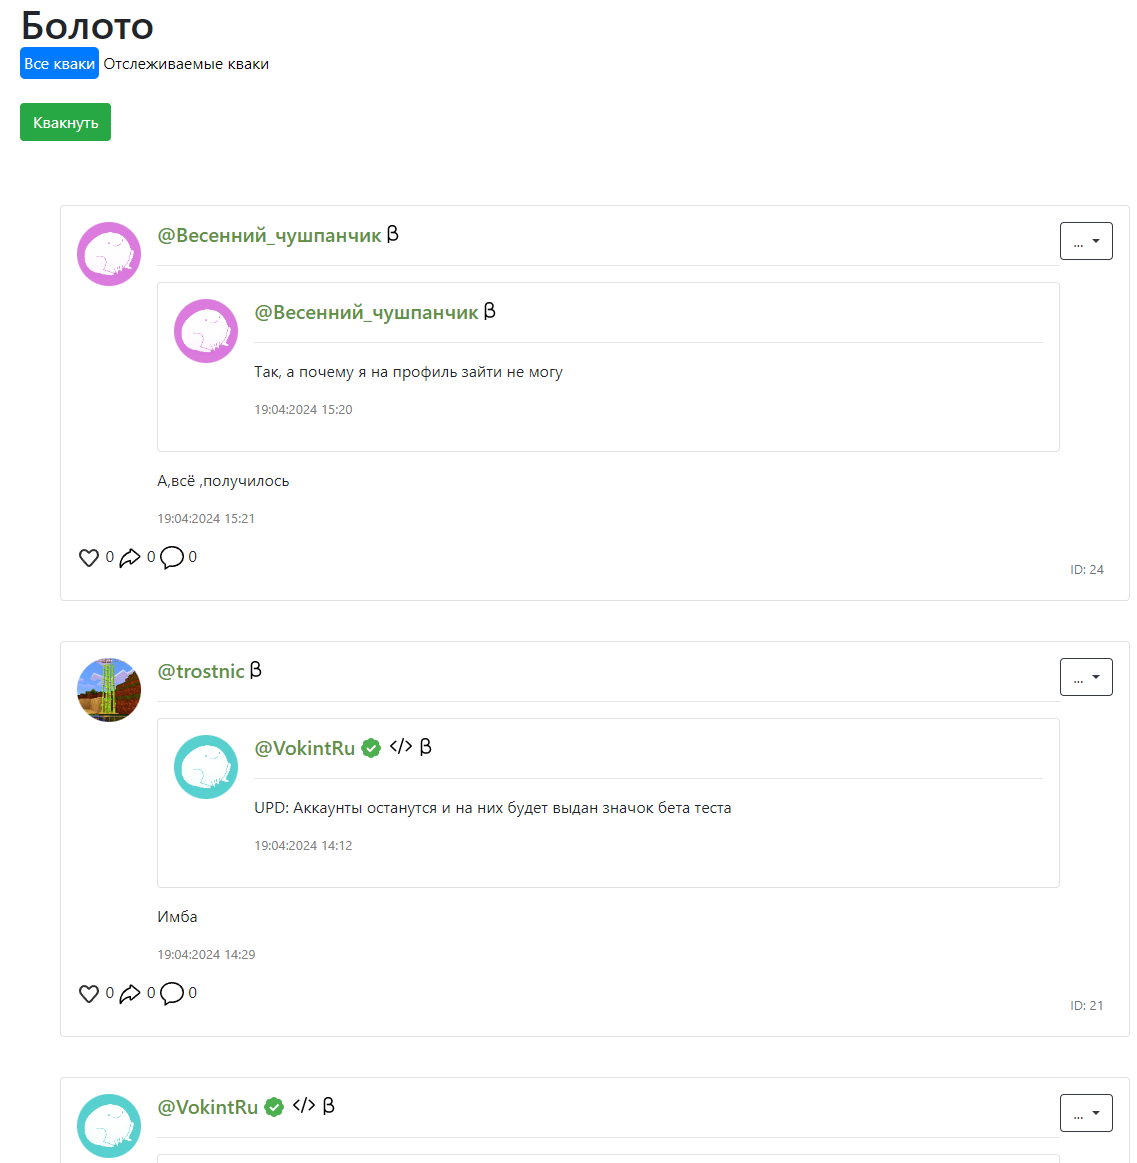 Болото
Все кваки Отслеживаемые кваки
Квакнуть
@Весенний_чушпанчик β
...
@Весенний_чушпанчик β
Так, а почему я на профиль зайти не могу
19:04:2024 15:20
А,всё ,получилось
19:04:2024 15:21
0 0 0
ID: 24
@trostnic β
...
@VokintRu </> β
UPD: Аккаунты останутся и на них будет выдан значок бета теста
19:04:2024 14:12
Имба
19:04:2024 14:29
0 0 0
ID: 21
@VokintRu </> β
...